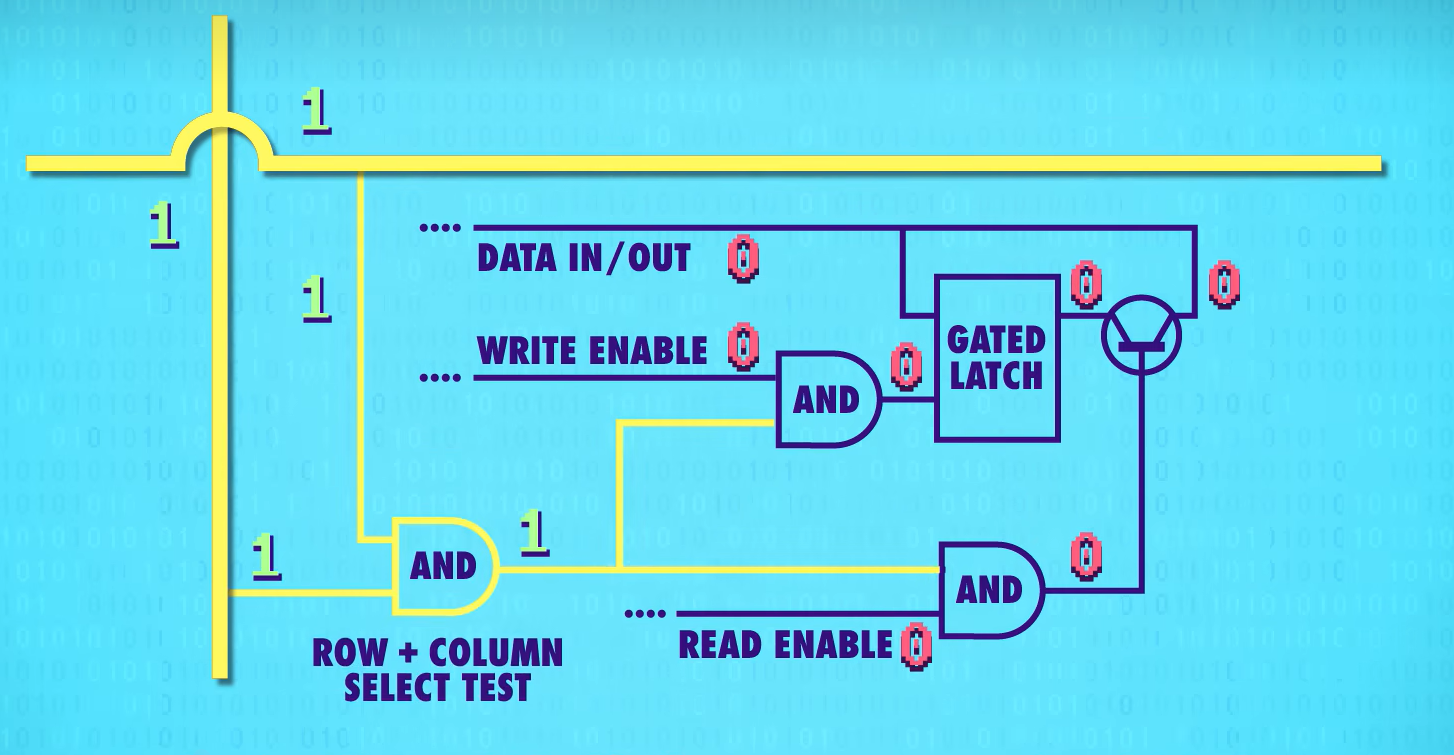 1
1
DATA IN/OUT 0
1
0
0
WRITE ENABLE 0
GATED
LATCH
0
AND
1
1
AND
0
AND
READ ENABLE 0
ROW + COLUMN
SELECT TEST